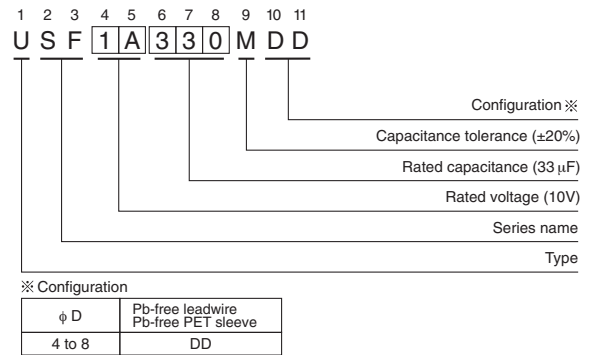 1 2 3 4 5 6 7 8 9 10 11
U S F 1 A 3 3 0 M D D
Configuration ※
Capacitance tolerance (±20%)
Rated capacitance (33 µF)
Rated voltage (10V)
Series name
Type
※ Configuration
ϕ D
Pb-free leadwire
Pb-free PET sleeve
4 to 8
DD